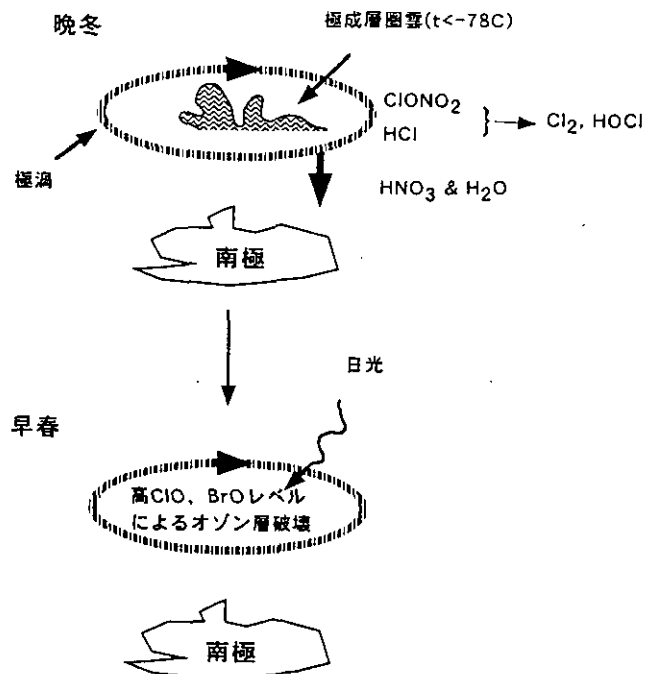 晩冬
極成層圏雲(t<-78C)
ClONO₂
HCl
Cl₂, HOCl
極渦
HNO₃ & H₂O
南極
日光
早春
高ClO、BrOレベル
によるオゾン層破壊
南極